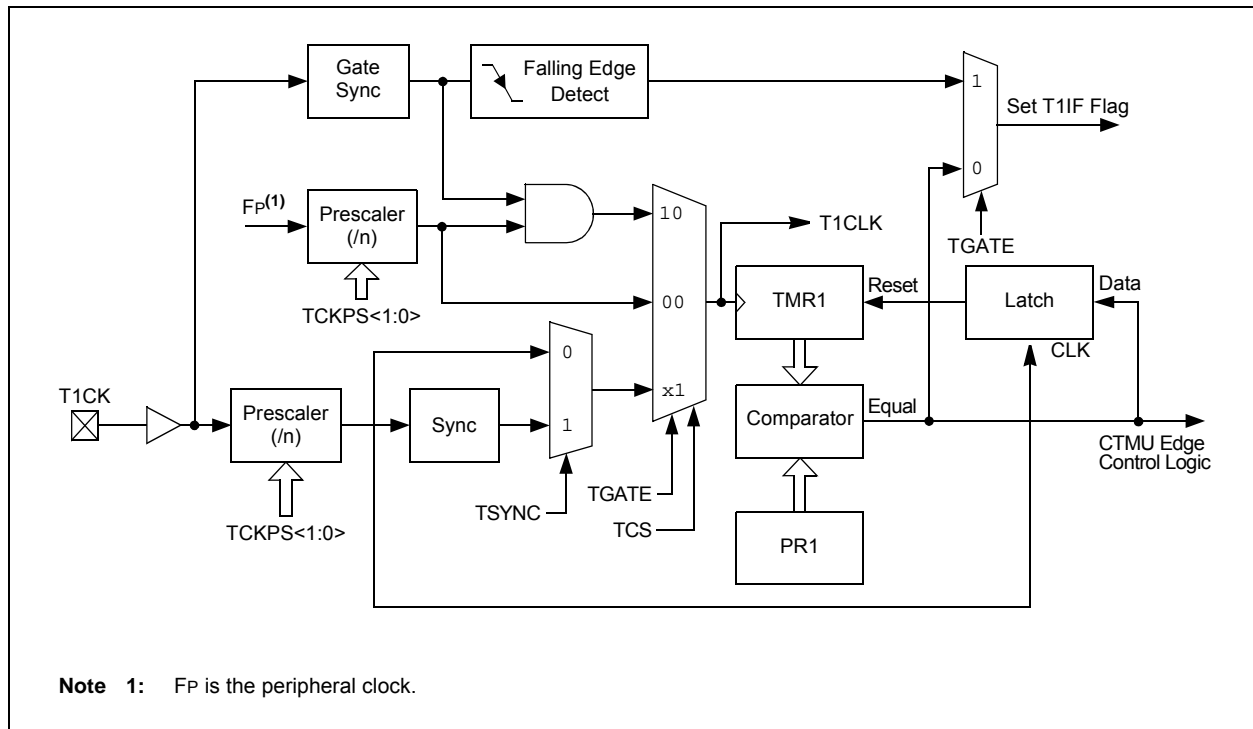 Gate
Sync
Falling Edge
Detect
1
Set T1IF Flag
0
TGATE
FP(1)
Prescaler
(/n)
TCKPS<1:0>
10
00
x1
T1CLK
TMR1
Reset
Latch
Data
CLK
T1CK
Prescaler
(/n)
TCKPS<1:0>
Sync
0
1
TSYNC
TGATE
TCS
Comparator
Equal
CTMU Edge
Control Logic
PR1
Note 1: FP is the peripheral clock.